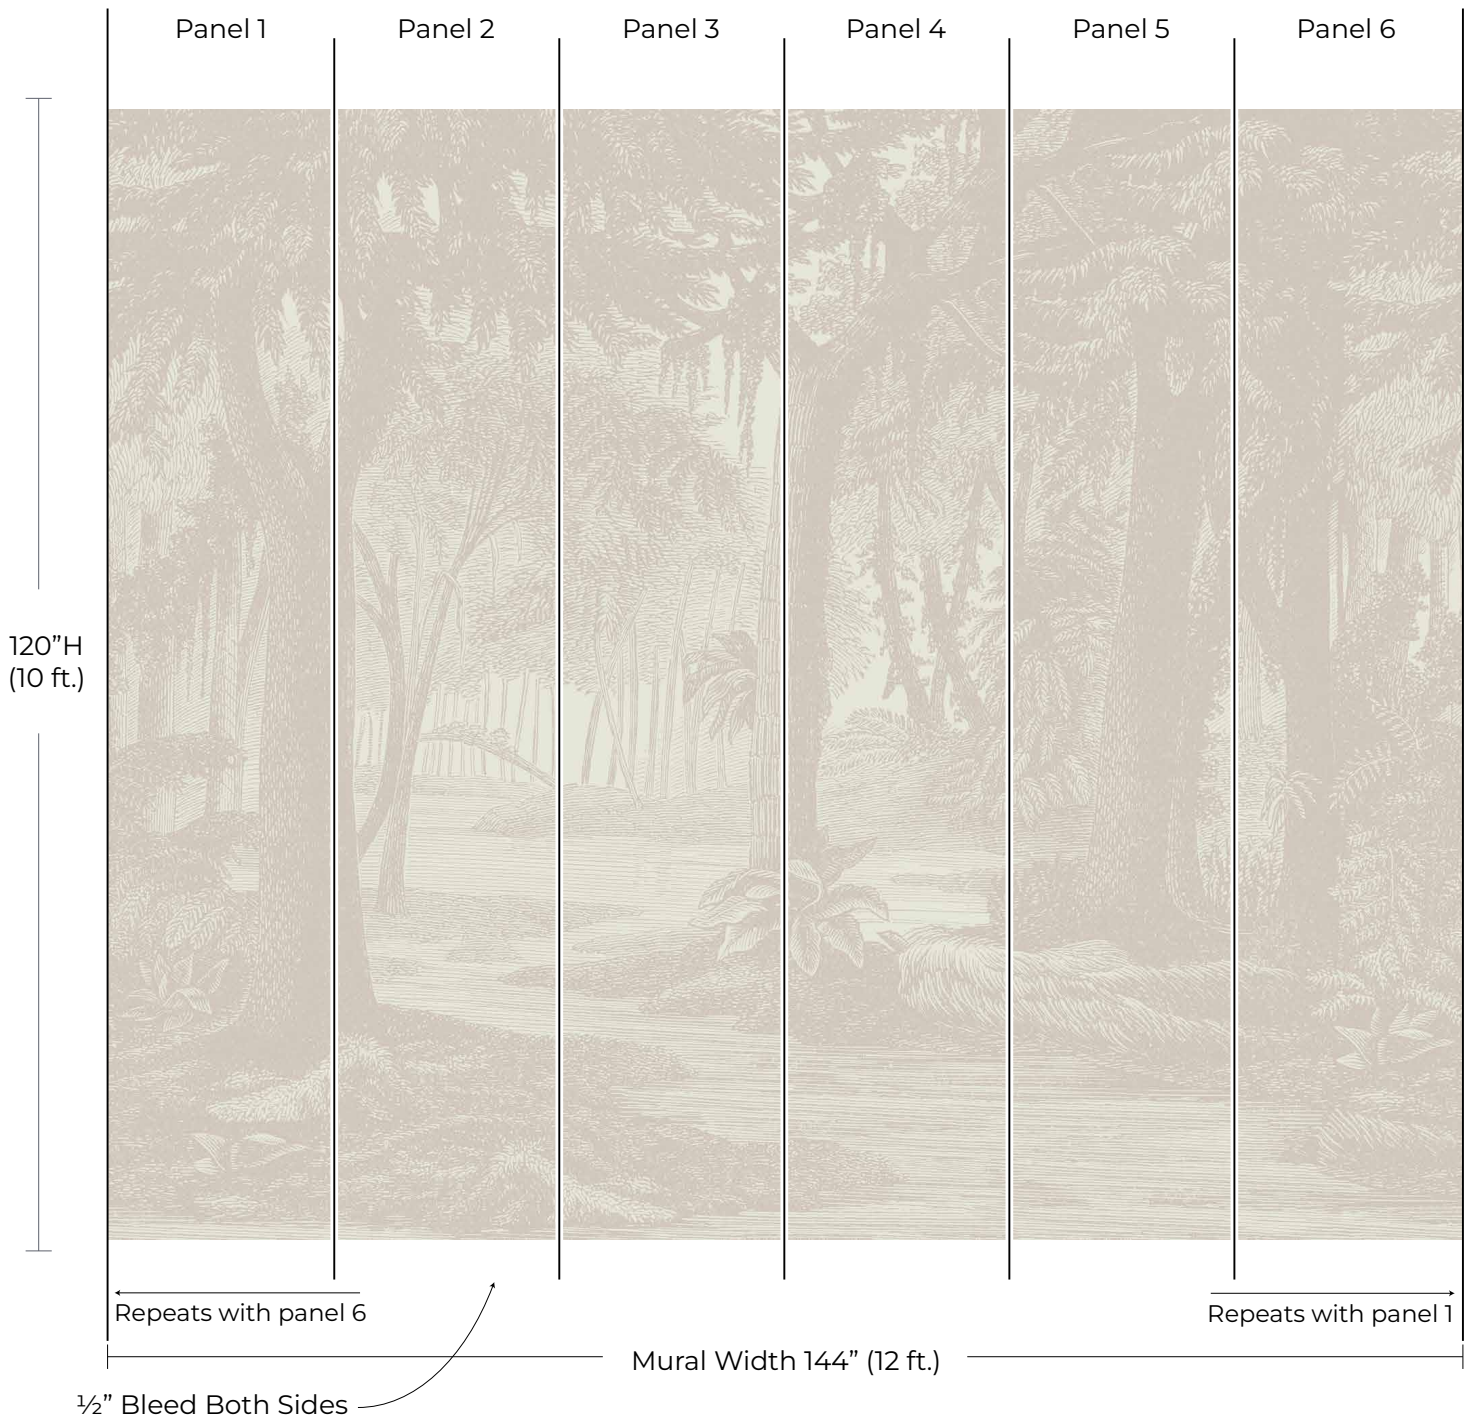 Panel 1
Panel 2
Panel 3
Panel 4
Panel 5
Panel 6
120”H
(10 ft.)
Repeats with panel 6
Repeats with panel 1
Mural Width 144” (12 ft.)
½” Bleed Both Sides